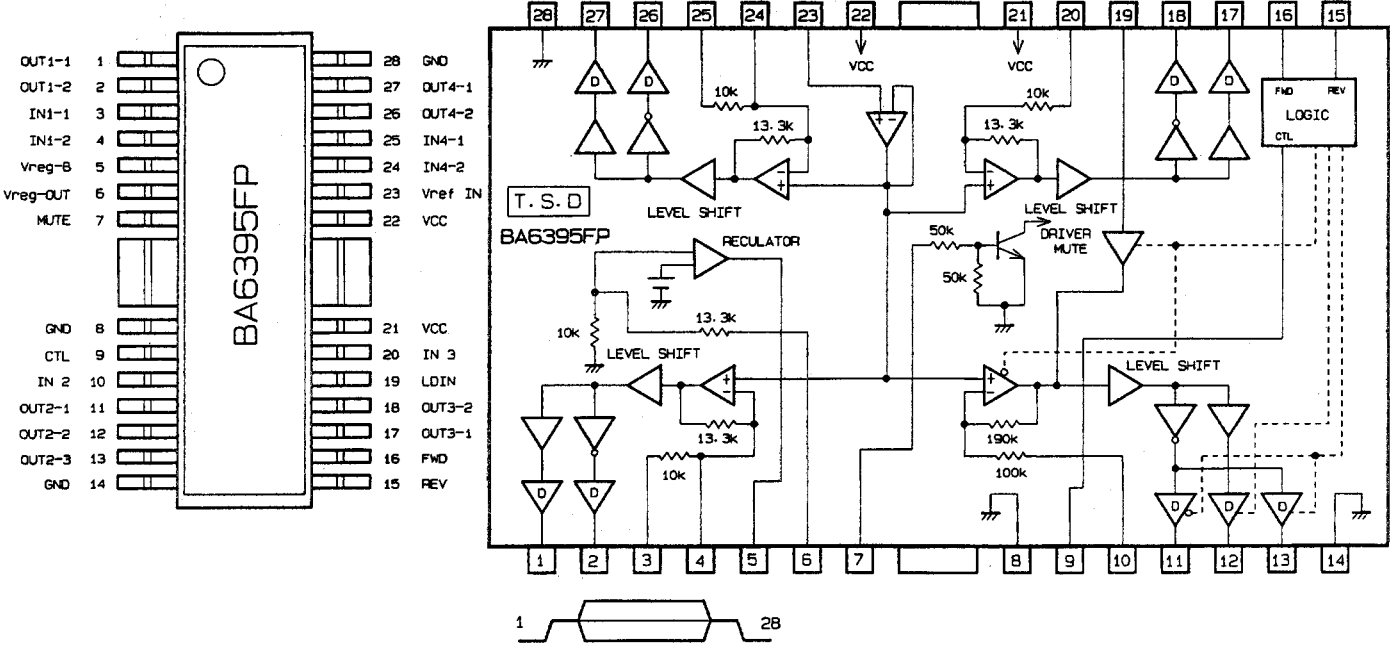 28 27 26 25 24 23 22 21 20 19 18 17 16 15
OUT1-1 1 28 GND
OUT1-2 2 27 OUT4-1
IN1-1 3 26 OUT4-2
IN1-2 4 25 IN4-1
Vreg-B 5 24 IN4-2
Vreg-OUT 6 23 Vref IN
MUTE 7 22 VCC
BA6395FP
GND 8 21 VCC
CTL 9 20 IN 3
IN 2 10 19 LDIN
OUT2-1 11 18 OUT3-2
OUT2-2 12 17 OUT3-1
OUT2-3 13 16 FWD
GND 14 15 REV
VCC VCC
D D D D
10k 10k
FWD REV
LOGIC
CTL
13.3k + - 13.3k
- + - +
T.S.D
LEVEL SHIFT LEVEL SHIFT
BA6395FP
RECULATOR 50k DRIVER
MUTE
50k
10k 13.3k
LEVEL SHIFT LEVEL SHIFT
+ - + -
13.3k 190k
10k 100k
D D D D D
1 2 3 4 5 6 7 8 9 10 11 12 13 14
1 28